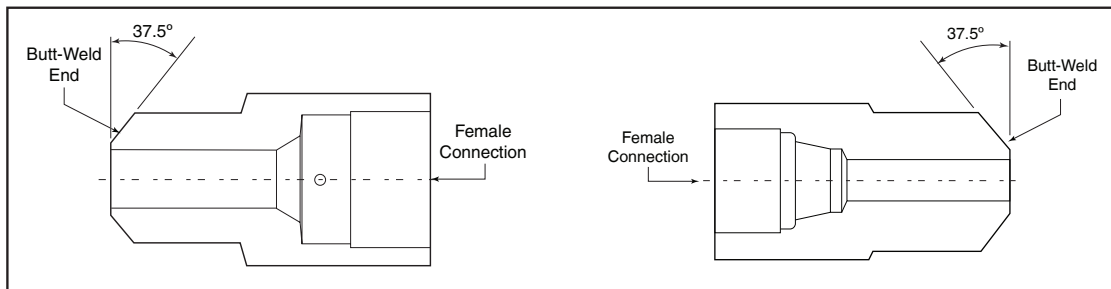 37.5º
Butt-Weld
End
Female
Connection
37.5º
Butt-Weld
End
Female
Connection